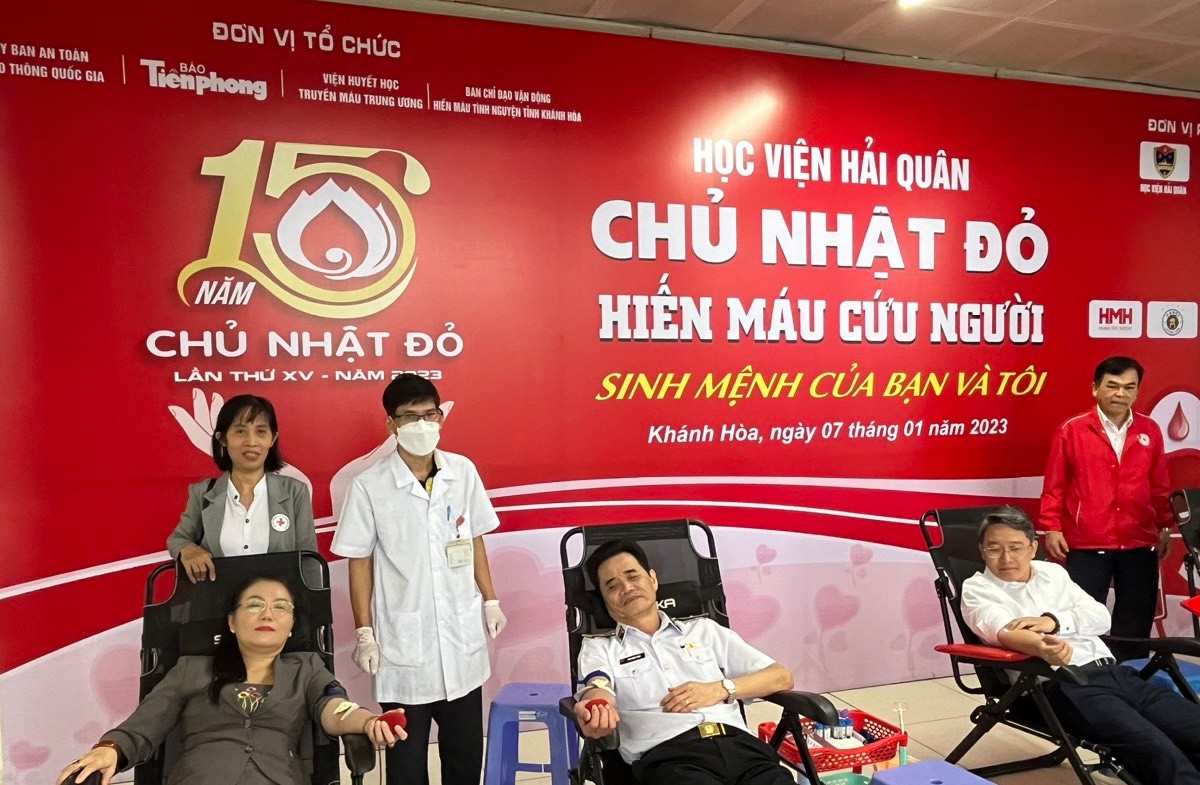 ĐƠN VỊ TỔ CHỨC
Y BAN AN TOÀN
O THÔNG QUỐC GIA
BÁO
Tiênphong
VIỆN HUYẾT HỌC
TRUYỀN MÁU TRUNG ƯƠNG
BAN CHỈ ĐẠO VẬN ĐỘNG
HIẾN MÁU TÌNH NGUYỆN TỈNH KHÁNH HÒA
15
NĂM
CHỦ NHẬT ĐỎ
LẦN THỨ XV - NĂM 2023
HỌC VIỆN HẢI QUÂN
CHỦ NHẬT ĐỎ
HIẾN MÁU CỨU NGƯỜI
SINH MỆNH CỦA BẠN VÀ TÔI
Khánh Hòa, ngày 07 tháng 01 năm 2023
ĐƠN VỊ
HỌC VIỆN HẢI QUÂN
HMH